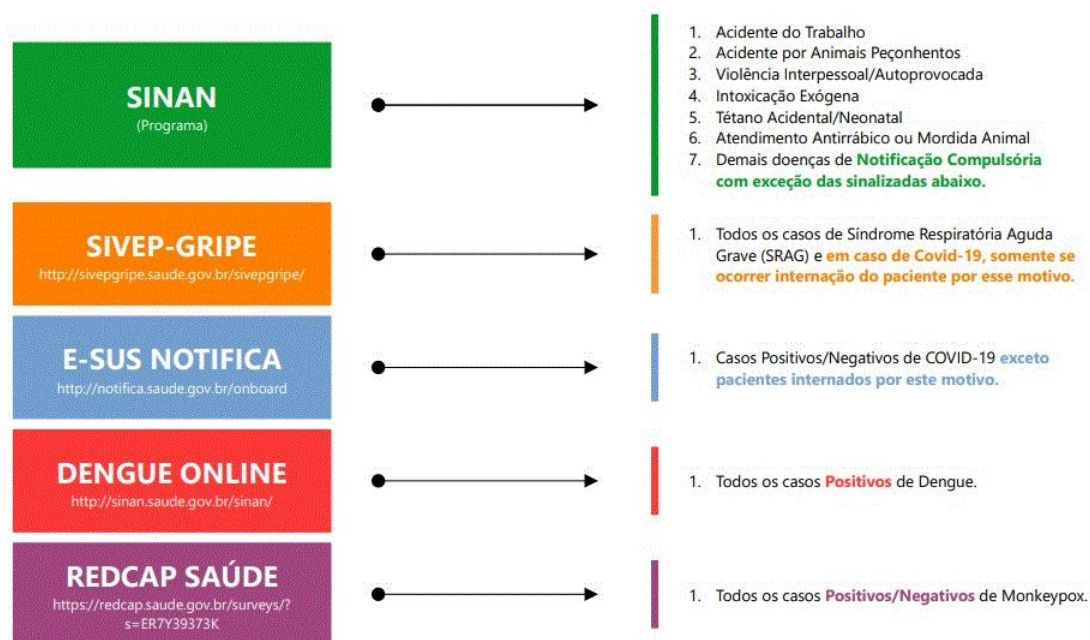 SINAN
(Programa)
1. Acidente do Trabalho
2. Acidente por Animais Peçonhentos
3. Violência Interpessoal/Autoprovocada
4. Intoxicação Exógena
5. Tétano Acidental/Neonatal
6. Atendimento Antirrábico ou Mordida Animal
7. Demais doenças de Notificação Compulsória
com exceção das sinalizadas abaixo.
SIVEP-GRIPE
http://sivepgripe.saude.gov.br/sivepgripe/
1. Todos os casos de Síndrome Respiratória Aguda
Grave (SRAG) e em caso de Covid-19, somente se
ocorrer internação do paciente por esse motivo.
E-SUS NOTIFICA
http://notifica.saude.gov.br/onboard
1. Casos Positivos/Negativos de COVID-19 exceto
pacientes internados por este motivo.
DENGUE ONLINE
http://sinan.saude.gov.br/sinan/
1. Todos os casos Positivos de Dengue.
REDCAP SAÚDE
https://redcap.saude.gov.br/surveys/?
s=ER7Y39373K
1. Todos os casos Positivos/Negativos de Monkeypox.